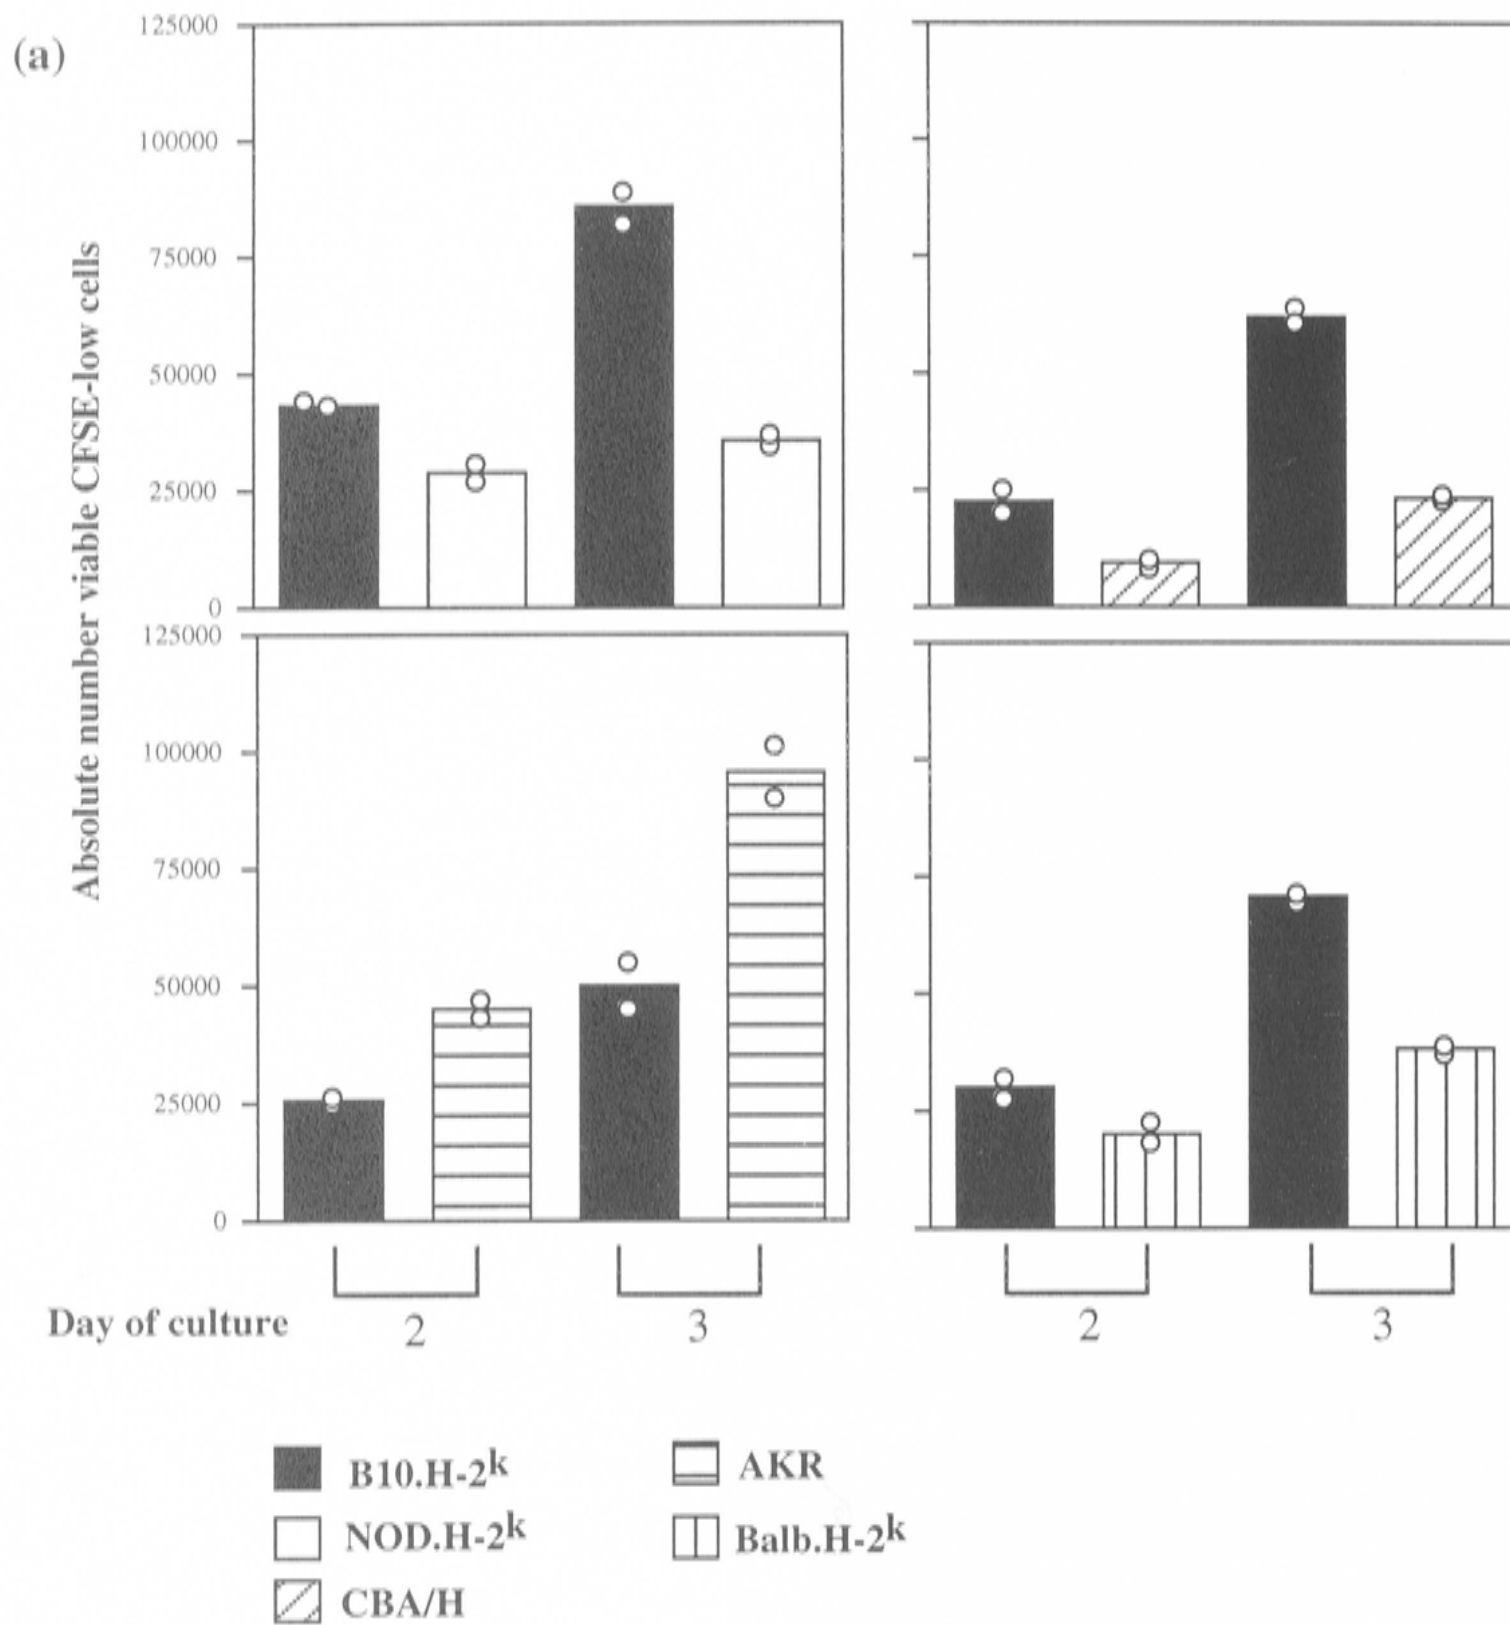 (a)
Absolute number viable CFSE-low cells
125000
100000
75000
50000
25000
0
125000
100000
75000
50000
25000
0
Day of culture 2 3 2 3
B10.H-2k
AKR
NOD.H-2k
Balb.H-2k
CBA/H